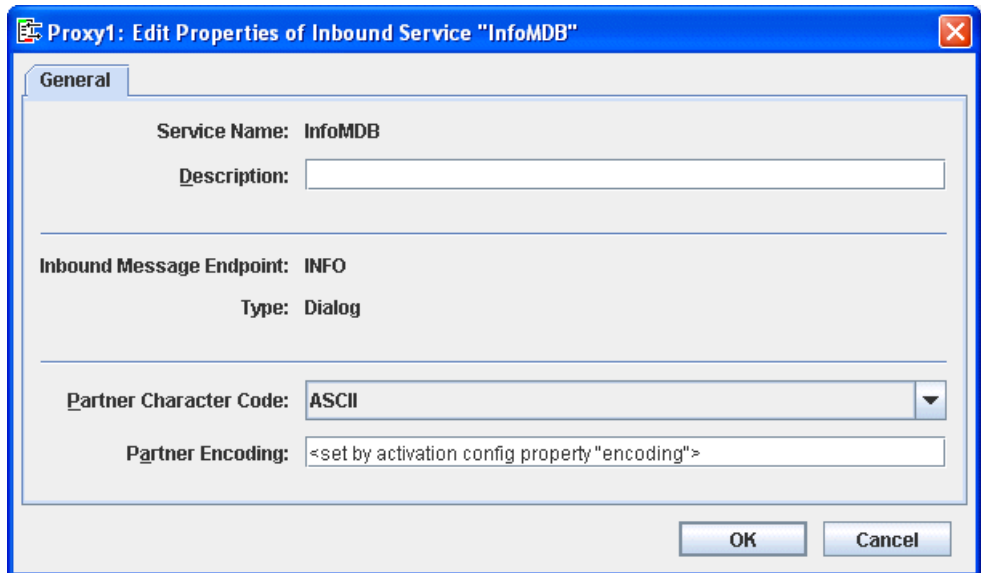 Proxy1: Edit Properties of Inbound Service "InfoMDB"
General
Service Name: InfoMDB
Description:
Inbound Message Endpoint: INFO
Type: Dialog
Partner Character Code: ASCII
Partner Encoding: <set by activation config property "encoding">
OK Cancel